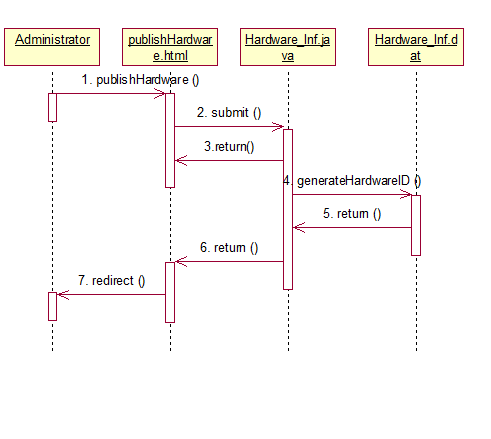 Administrator
publishHardwar
e.html
Hardware_Inf.ja
va
Hardware_Inf.d
at
1. publishHardware ()
2. submit ()
3.return()
4. generateHardwareID ()
5. return ()
6. return ()
7. redirect ()